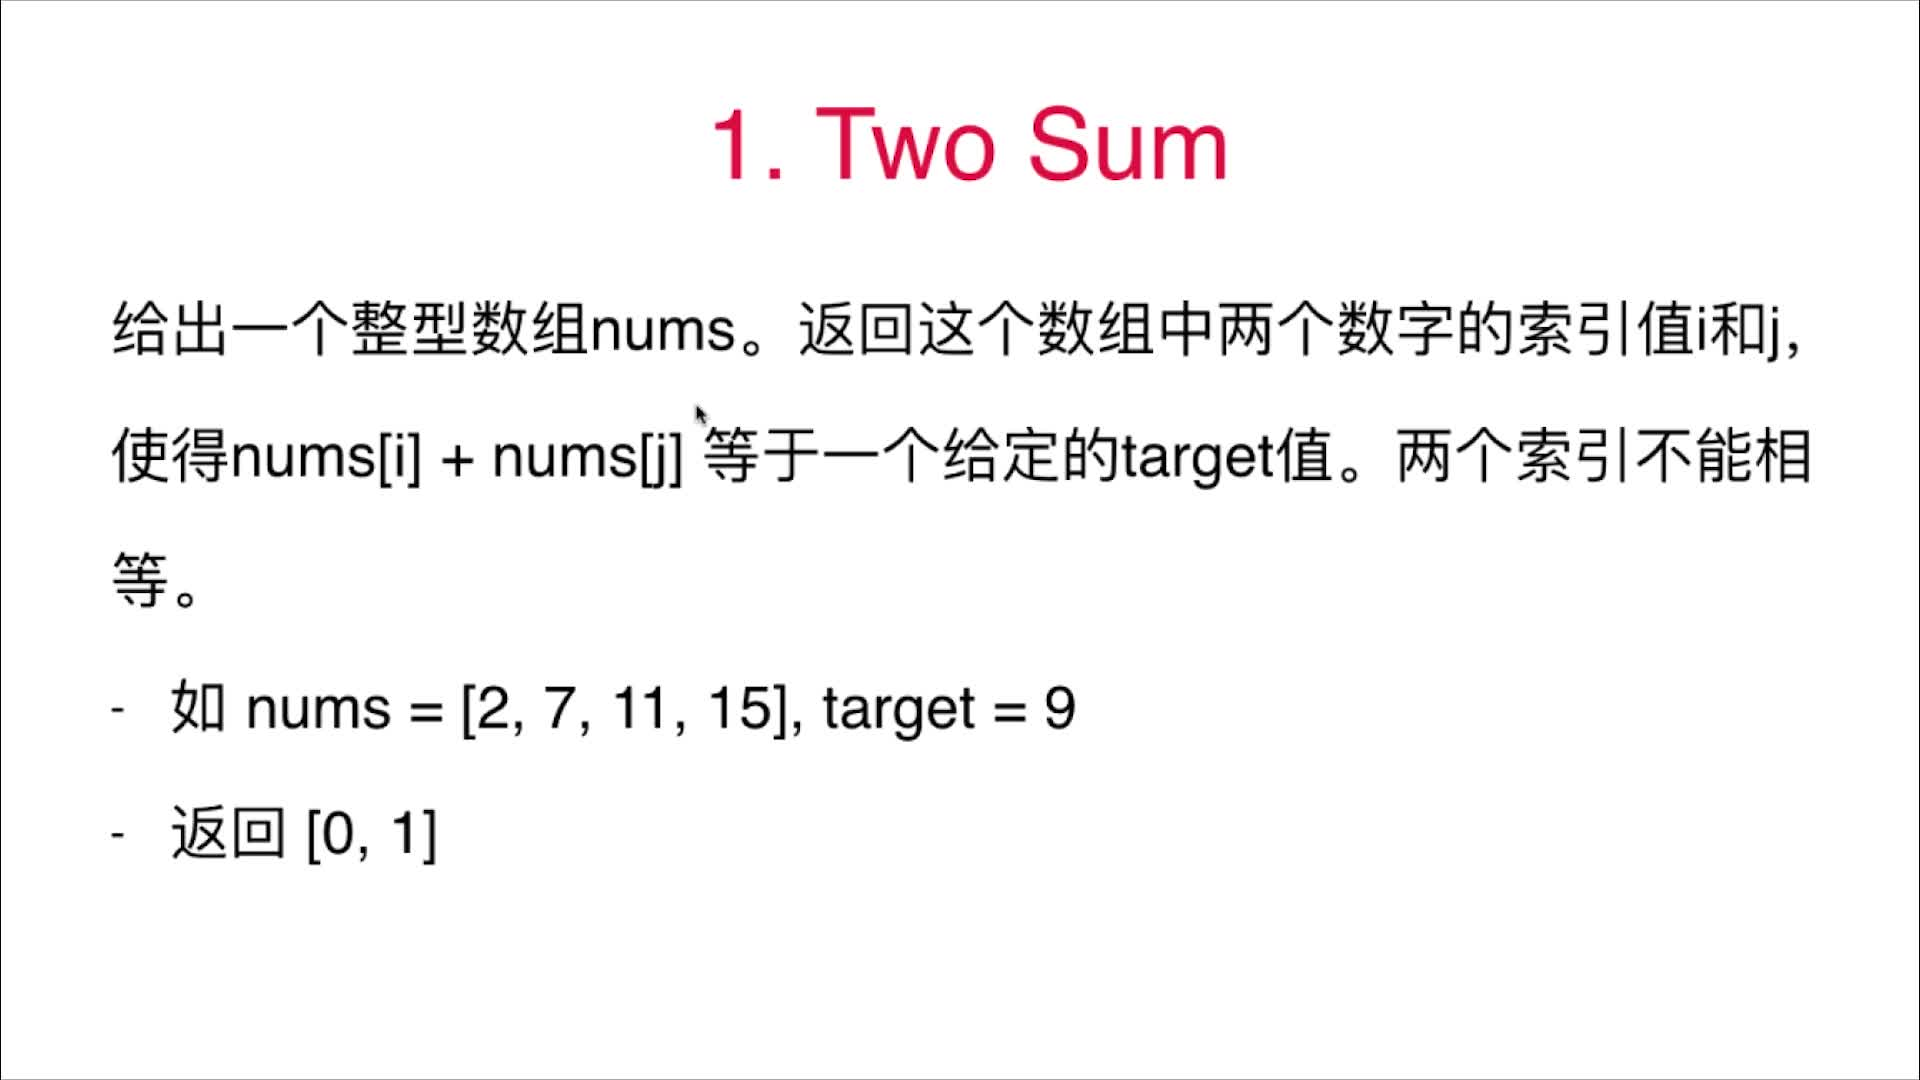 1. Two Sum
给出一个整型数组nums。返回这个数组中两个数字的索引值i和j,
使得nums[i] + nums[j] 等于一个给定的target值。两个索引不能相
等。
- 如 nums = [2, 7, 11, 15], target = 9
- 返回 [0, 1]